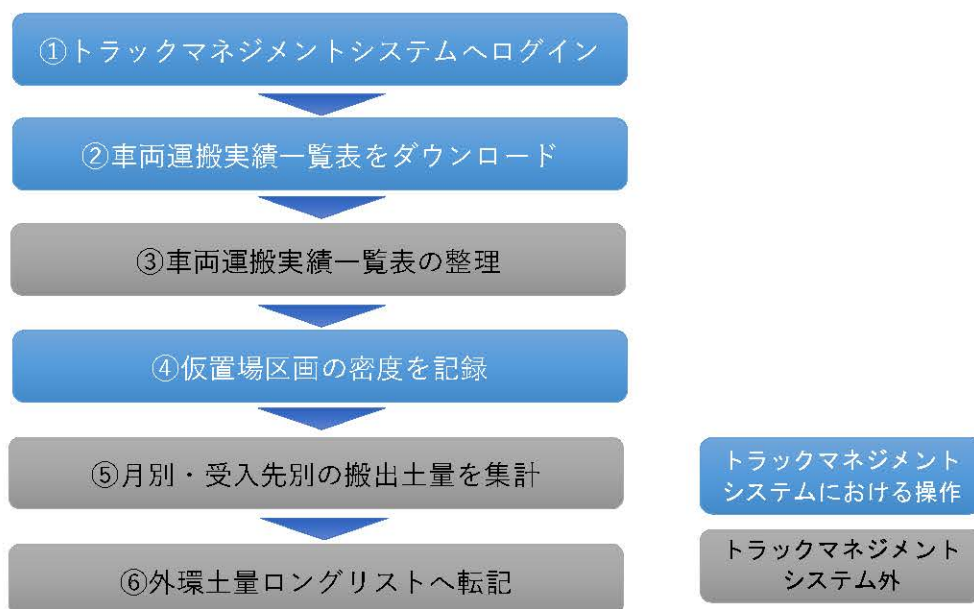 ①トラックマネジメントシステムへログイン
②車両運搬実績一覧表をダウンロード
③車両運搬実績一覧表の整理
④仮置場区画の密度を記録
⑤月別・受入先別の搬出土量を集計
⑥外環土量ロングリストへ転記
トラックマネジメント
システムにおける操作
トラックマネジメント
システム外